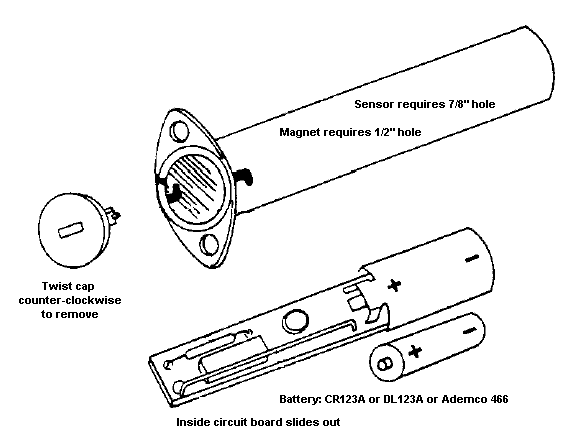 Sensor requires 7/8" hole
Magnet requires 1/2" hole
Twist cap
counter-clockwise
to remove
+ −
+ −
Battery: CR123A or DL123A or Ademco 466
Inside circuit board slides out